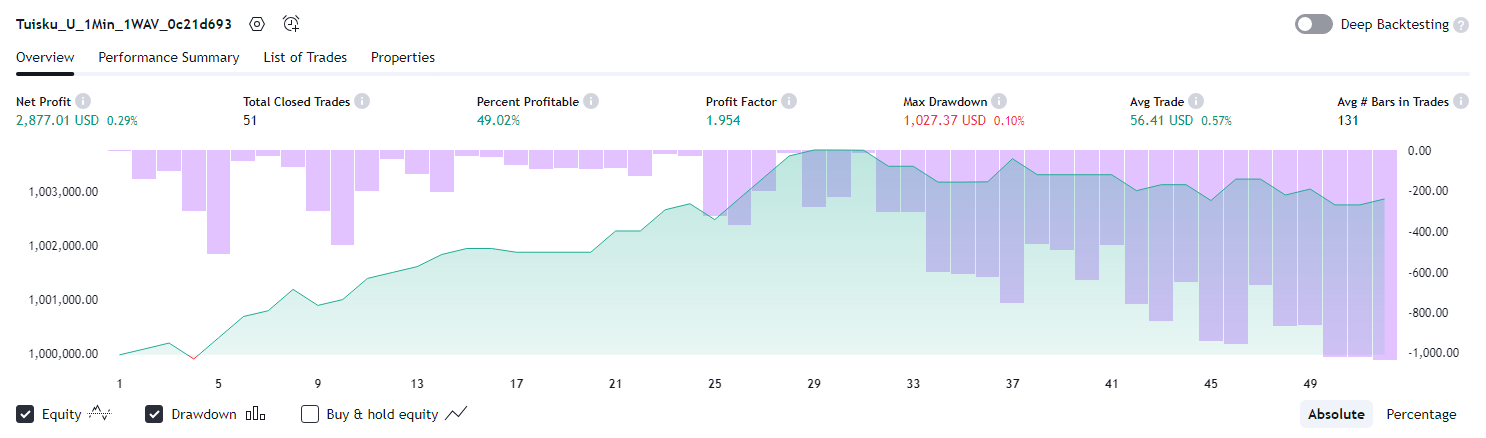 Tuisku_U_1Min_1WAV_0c21d693
Deep Backtesting ?
Overview Performance Summary List of Trades Properties
Net Profit i Total Closed Trades i Percent Profitable i Profit Factor i Max Drawdown i Avg Trade i Avg # Bars in Trades i
2,877.01 USD 0.29% 51 49.02% 1.954 1,027.37 USD 0.10% 56.41 USD 0.57% 131
0.00
1,003,000.00 -200.00
1,002,000.00 -400.00
1,001,000.00 -600.00
-800.00
1,000,000.00 -1,000.00
1 5 9 13 17 21 25 29 33 37 41 45 49
Equity Drawdown Buy & hold equity Absolute Percentage